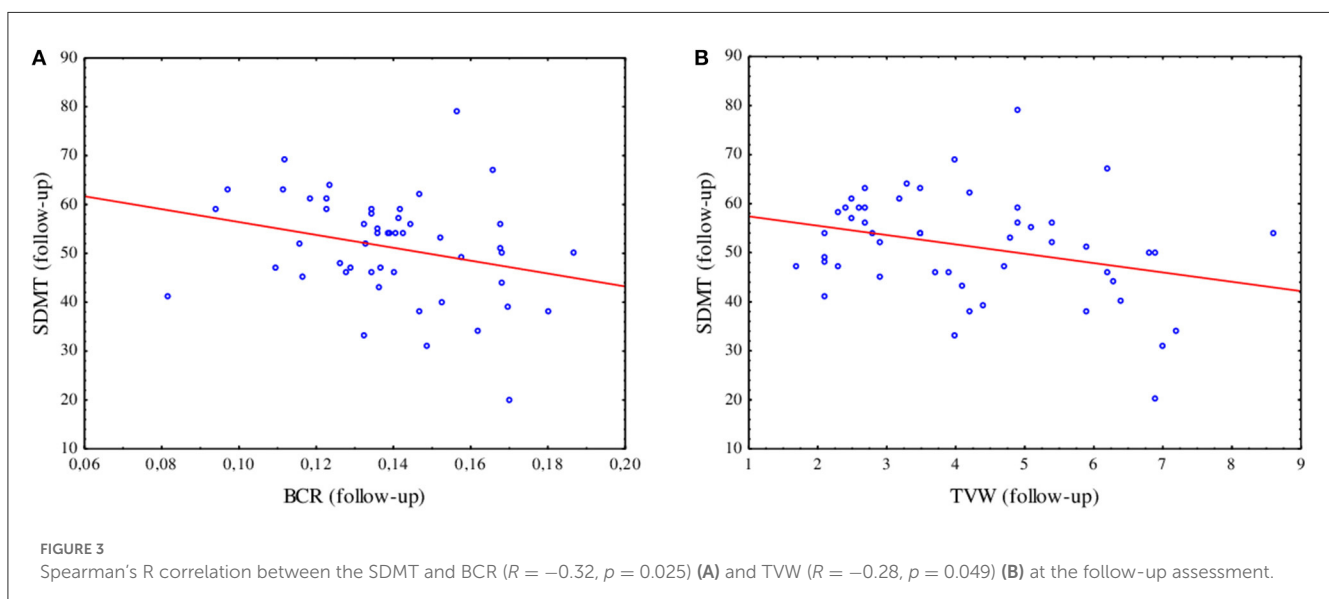 A
90
80
70
60
50
40
30
20
10
SDMT (follow-up)
0,06 0,08 0,10 0,12 0,14 0,16 0,18 0,20
BCR (follow-up)
B
90
80
70
60
50
40
30
20
10
SDMT (follow-up)
1 2 3 4 5 6 7 8 9
TVW (follow-up)
FIGURE 3
Spearman's R correlation between the SDMT and BCR (R = −0.32, p = 0.025) (A) and TVW (R = −0.28, p = 0.049) (B) at the follow-up assessment.